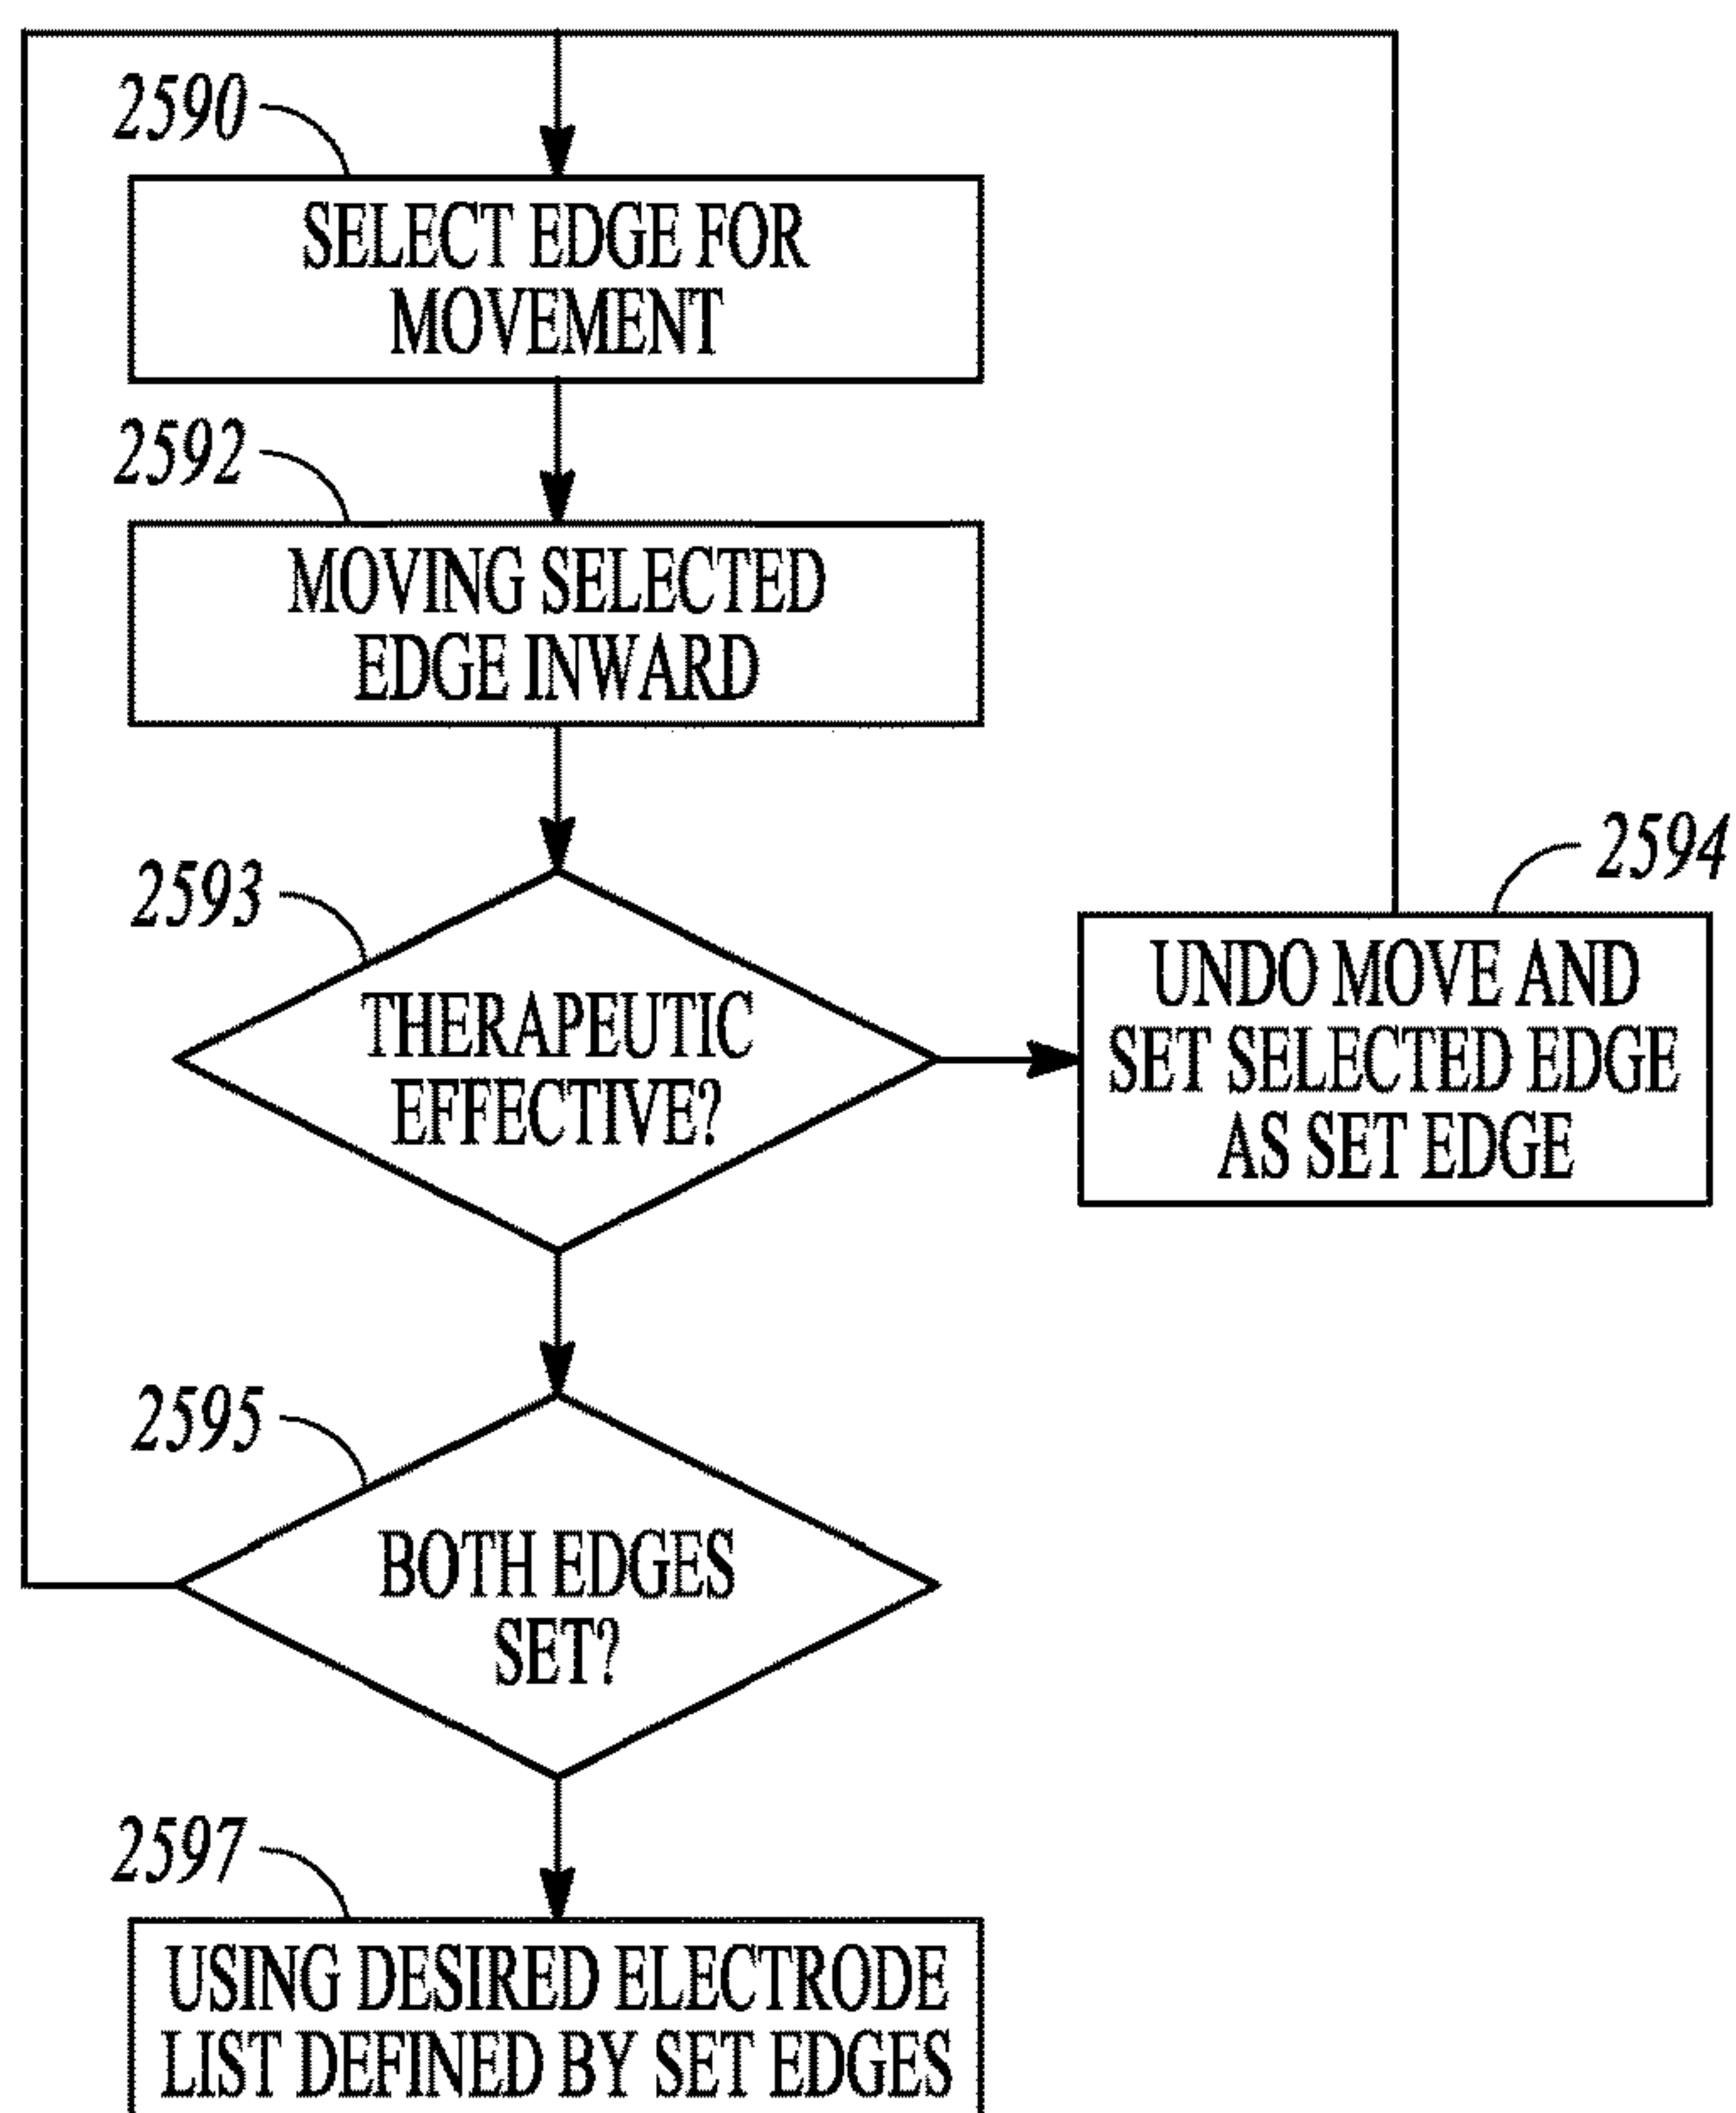 2590
SELECT EDGE FOR
MOVEMENT
2592
MOVING SELECTED
EDGE INWARD
2593
THERAPEUTIC
EFFECTIVE?
2594
UNDO MOVE AND
SET SELECTED EDGE
AS SET EDGE
2595
BOTH EDGES
SET?
2597
USING DESIRED ELECTRODE
LIST DEFINED BY SET EDGES